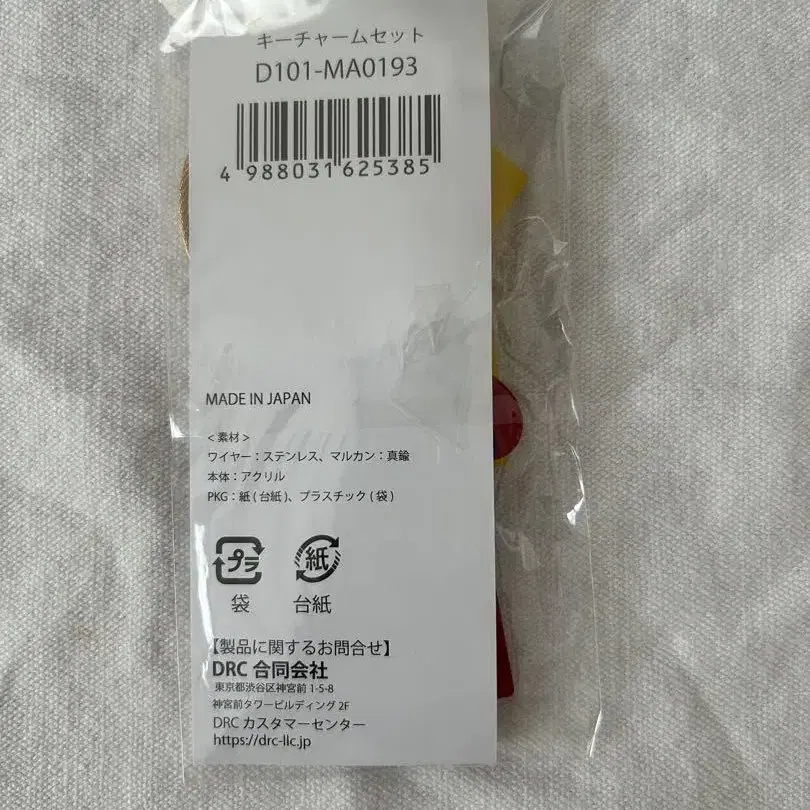 キーチャームセット
D101-MA0193
4 988031 625385
MADE IN JAPAN
<素材>
ワイヤー：ステンレス、マルカン：真鍮
本体：アクリル
PKG：紙(台紙)、プラスチック(袋)
プラ 紙
袋 台紙
【製品に関するお問合せ】
DRC 合同会社
東京都渋谷区神宮前 1-5-8
神宮前タワービルディング 2F
DRC カスタマーセンター
https://drc-llc.jp